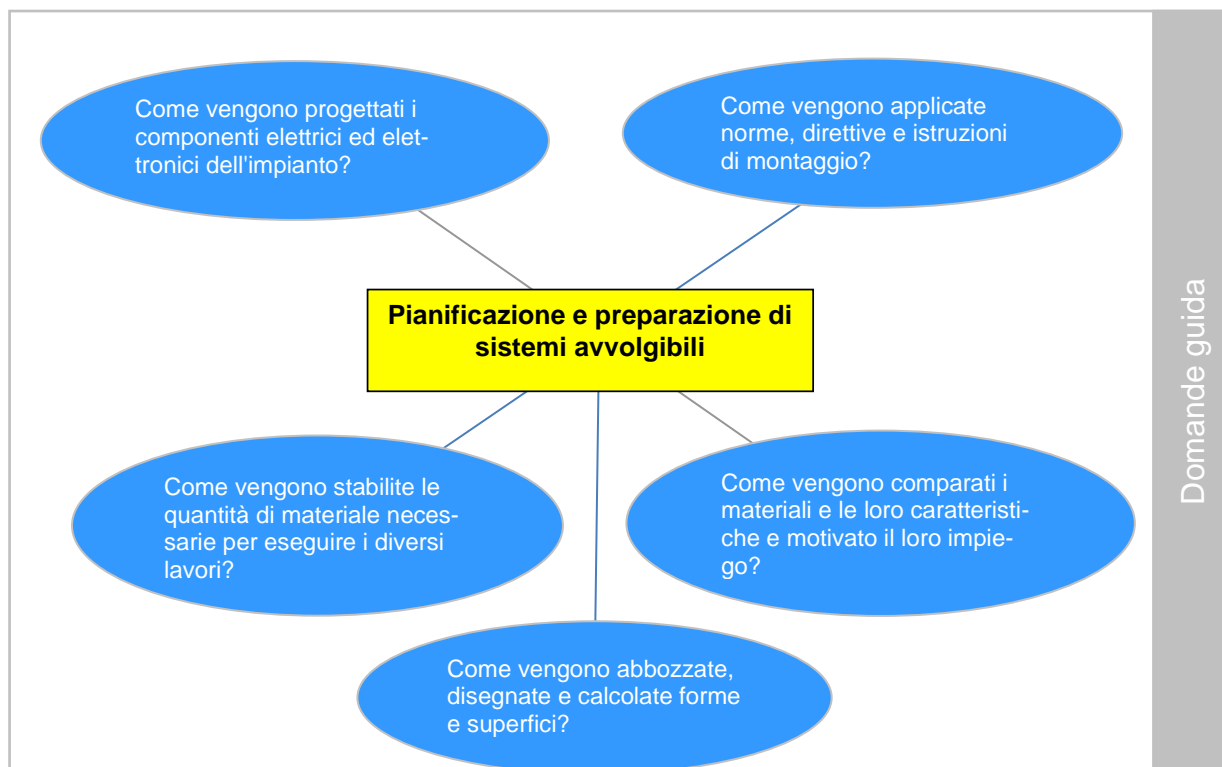 Come vengono progettati i
componenti elettrici ed elet-
tronici dell'impianto?
Come vengono applicate
norme, direttive e istruzioni
di montaggio?
Pianificazione e preparazione di
sistemi avvolgibili
Come vengono stabilite le
quantità di materiale neces-
sarie per eseguire i diversi
lavori?
Come vengono comparati i
materiali e le loro caratteristi-
che e motivato il loro impie-
go?
Come vengono abbozzate,
disegnate e calcolate forme
e superfici?
Domande guida